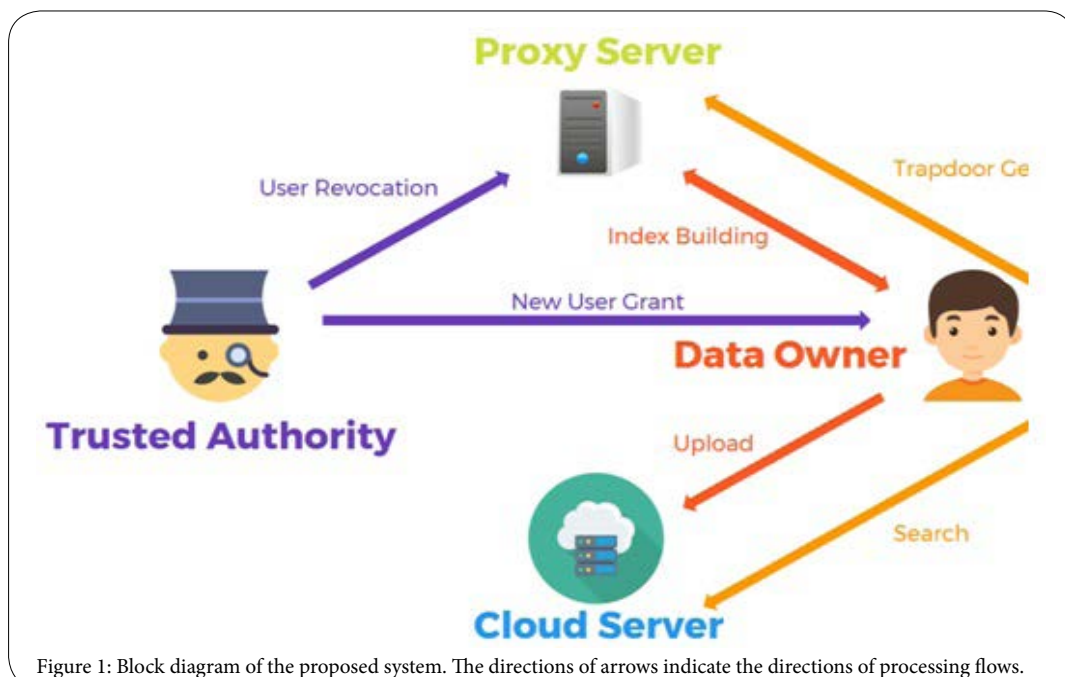 Proxy Server
User Revocation
Trapdoor Ge
Index Building
New User Grant
Data Owner
Trusted Authority
Upload
Search
Cloud Server
Figure 1: Block diagram of the proposed system. The directions of arrows indicate the directions of processing flows.